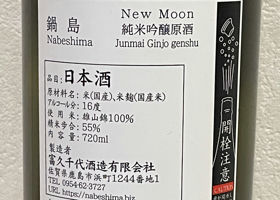 鍋島
Nabeshima
New Moon
純米吟醸原酒
Junmai Ginjo genshu
品目:日本酒
原材料名:米(国産)、米麹(国産米)
アルコール分:16度
使用米:雄山錦100%
精米歩合:55%
内容量:720ml
製造者
富久千代酒造有限会社
佐賀県鹿島市浜町1244番地1
TEL 0954-62-3727
URL https://nabeshima.biz
開栓注意
CAUTION